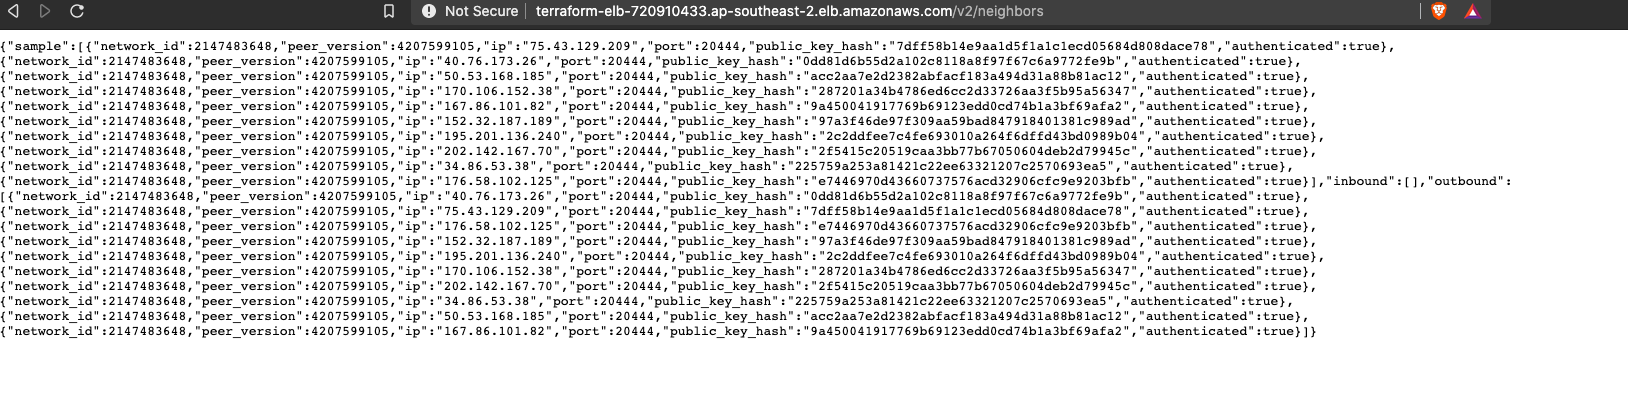 Not Secure | terraform-elb-720910433.ap-southeast-2.elb.amazonaws.com/v2/neighbors
{"sample":[{"network_id":2147483648,"peer_version":4207599105,"ip":"75.43.129.209","port":20444,"public_key_hash":"7dff58b14e9aa1d5f1a1c1ecd05684d808dace78","authenticated":true},
{"network_id":2147483648,"peer_version":4207599105,"ip":"40.76.173.26","port":20444,"public_key_hash":"0dd81d6b55d2a102c8118a8f97f67c6a9772fe9b","authenticated":true},
{"network_id":2147483648,"peer_version":4207599105,"ip":"50.53.168.185","port":20444,"public_key_hash":"acc2aa7e2d2382abfacf183a494d31a88b81ac12","authenticated":true},
{"network_id":2147483648,"peer_version":4207599105,"ip":"170.106.152.38","port":20444,"public_key_hash":"287201a34b4786ed6cc2d33726aa3f5b95a56347","authenticated":true},
{"network_id":2147483648,"peer_version":4207599105,"ip":"167.86.101.82","port":20444,"public_key_hash":"9a450041917769b69123edd0cd74b1a3bf69afa2","authenticated":true},
{"network_id":2147483648,"peer_version":4207599105,"ip":"152.32.187.189","port":20444,"public_key_hash":"97a3f46de97f309aa59bad847918401381c989ad","authenticated":true},
{"network_id":2147483648,"peer_version":4207599105,"ip":"195.201.136.240","port":20444,"public_key_hash":"2c2ddfee7c4fe693010a264f6dffd43bd0989b04","authenticated":true},
{"network_id":2147483648,"peer_version":4207599105,"ip":"202.142.167.70","port":20444,"public_key_hash":"2f5415c20519caa3bb77b67050604deb2d79945c","authenticated":true},
{"network_id":2147483648,"peer_version":4207599105,"ip":"34.86.53.38","port":20444,"public_key_hash":"225759a253a81421c22ee63321207c2570693ea5","authenticated":true},
{"network_id":2147483648,"peer_version":4207599105,"ip":"176.58.102.125","port":20444,"public_key_hash":"e7446970d43660737576acd32906cfc9e9203bfb","authenticated":true}],"inbound":[],"outbound":
[{"network_id":2147483648,"peer_version":4207599105,"ip":"40.76.173.26","port":20444,"public_key_hash":"0dd81d6b55d2a102c8118a8f97f67c6a9772fe9b","authenticated":true},
{"network_id":2147483648,"peer_version":4207599105,"ip":"75.43.129.209","port":20444,"public_key_hash":"7dff58b14e9aa1d5f1a1c1ecd05684d808dace78","authenticated":true},
{"network_id":2147483648,"peer_version":4207599105,"ip":"176.58.102.125","port":20444,"public_key_hash":"e7446970d43660737576acd32906cfc9e9203bfb","authenticated":true},
{"network_id":2147483648,"peer_version":4207599105,"ip":"152.32.187.189","port":20444,"public_key_hash":"97a3f46de97f309aa59bad847918401381c989ad","authenticated":true},
{"network_id":2147483648,"peer_version":4207599105,"ip":"195.201.136.240","port":20444,"public_key_hash":"2c2ddfee7c4fe693010a264f6dffd43bd0989b04","authenticated":true},
{"network_id":2147483648,"peer_version":4207599105,"ip":"170.106.152.38","port":20444,"public_key_hash":"287201a34b4786ed6cc2d33726aa3f5b95a56347","authenticated":true},
{"network_id":2147483648,"peer_version":4207599105,"ip":"202.142.167.70","port":20444,"public_key_hash":"2f5415c20519caa3bb77b67050604deb2d79945c","authenticated":true},
{"network_id":2147483648,"peer_version":4207599105,"ip":"34.86.53.38","port":20444,"public_key_hash":"225759a253a81421c22ee63321207c2570693ea5","authenticated":true},
{"network_id":2147483648,"peer_version":4207599105,"ip":"50.53.168.185","port":20444,"public_key_hash":"acc2aa7e2d2382abfacf183a494d31a88b81ac12","authenticated":true},
{"network_id":2147483648,"peer_version":4207599105,"ip":"167.86.101.82","port":20444,"public_key_hash":"9a450041917769b69123edd0cd74b1a3bf69afa2","authenticated":true}]}